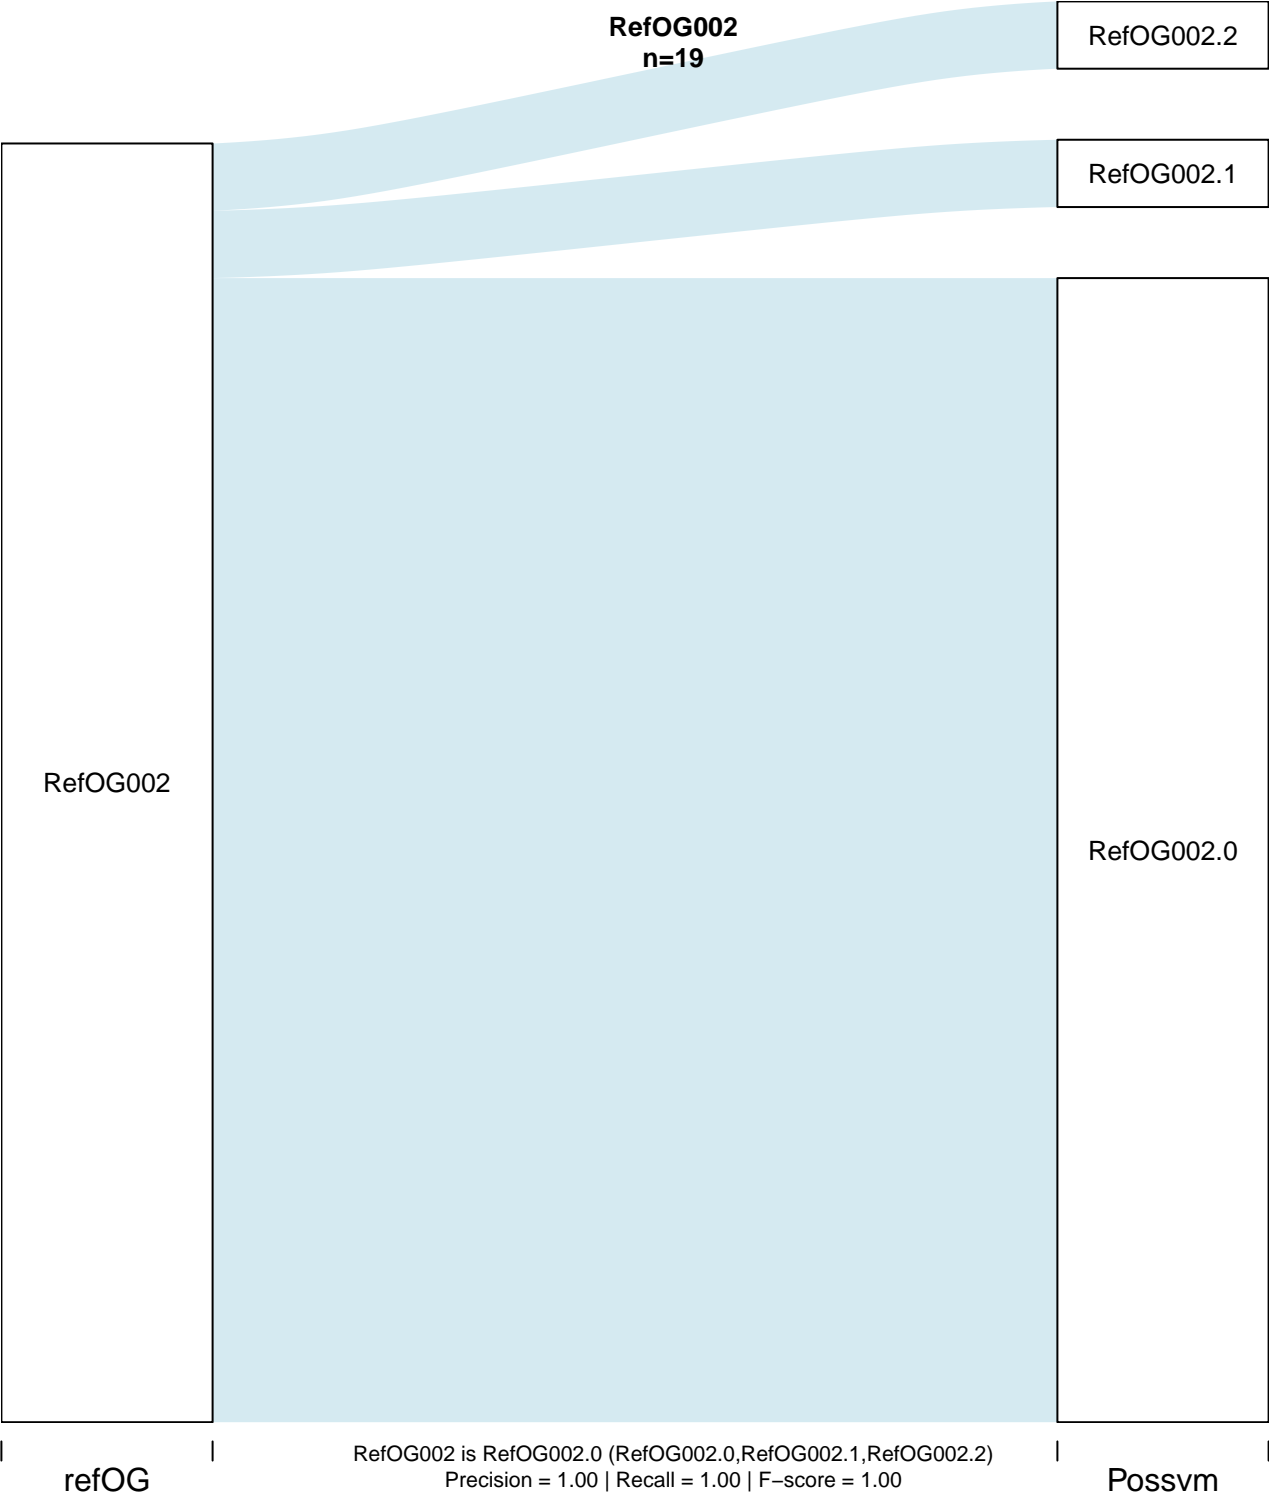 RefOG002
n=19
RefOG002.2
RefOG002.1
RefOG002
RefOG002.0
RefOG002 is RefOG002.0 (RefOG002.0,RefOG002.1,RefOG002.2)
Precision = 1.00 | Recall = 1.00 | F−score = 1.00
refOG
Possvm